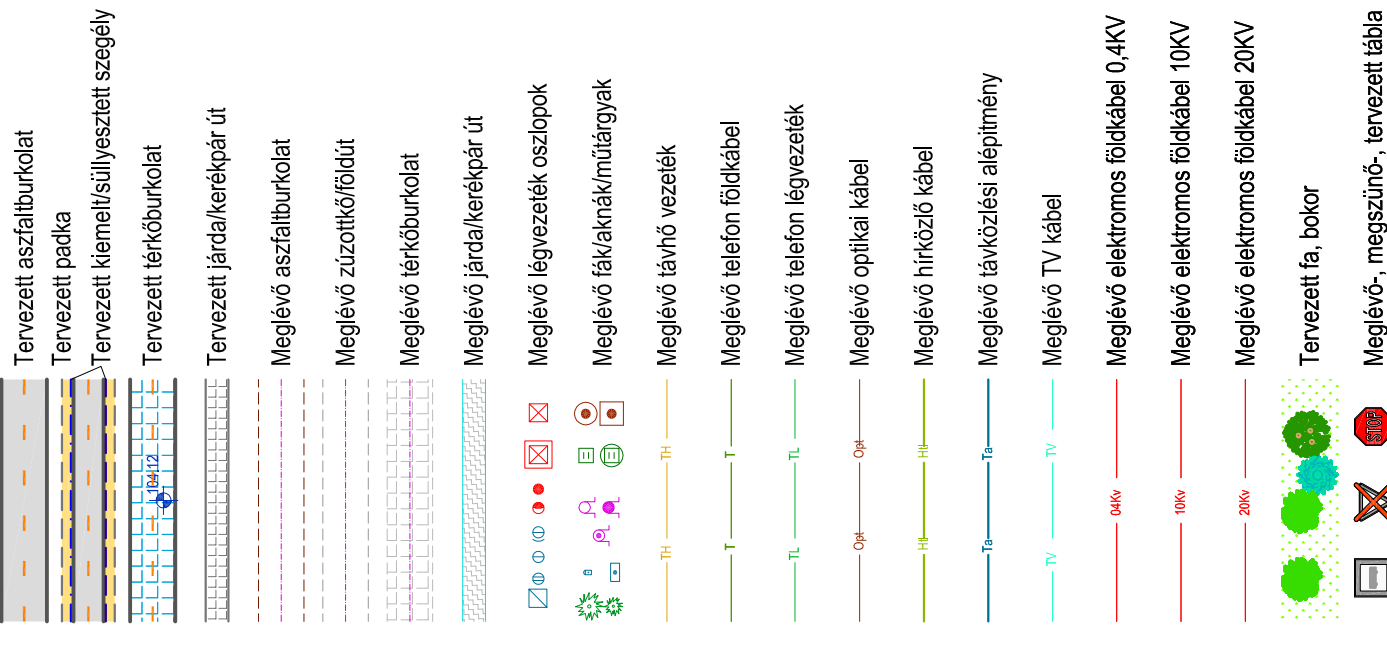 Tervezett aszfaltburkolat
Tervezett padka
Tervezett kiemelt/süllyesztett szegély
Tervezett térkőburkolat
104.12
Tervezett járda/kerékpár út
Meglévő aszfaltburkolat
Meglévő zúzottkő/földút
Meglévő térkőburkolat
Meglévő járda/kerékpár út
Meglévő légvezeték oszlopok
Meglévő fák/aknák/műtárgyak
Meglévő távhő vezeték
TH
TH
Meglévő telefon földkábel
T
T
Meglévő telefon légvezeték
TL
TL
Meglévő optikai kábel
Opt
Opt
Meglévő hírközlő kábel
Htl
Htl
Meglévő távközlési alépítmény
Ta
Ta
Meglévő TV kábel
TV
TV
Meglévő elektromos földkábel 0,4KV
04Kv
Meglévő elektromos földkábel 10KV
10Kv
Meglévő elektromos földkábel 20KV
20Kv
Tervezett fa, bokor
Meglévő-, megszünő-, tervezett tábla
STOP